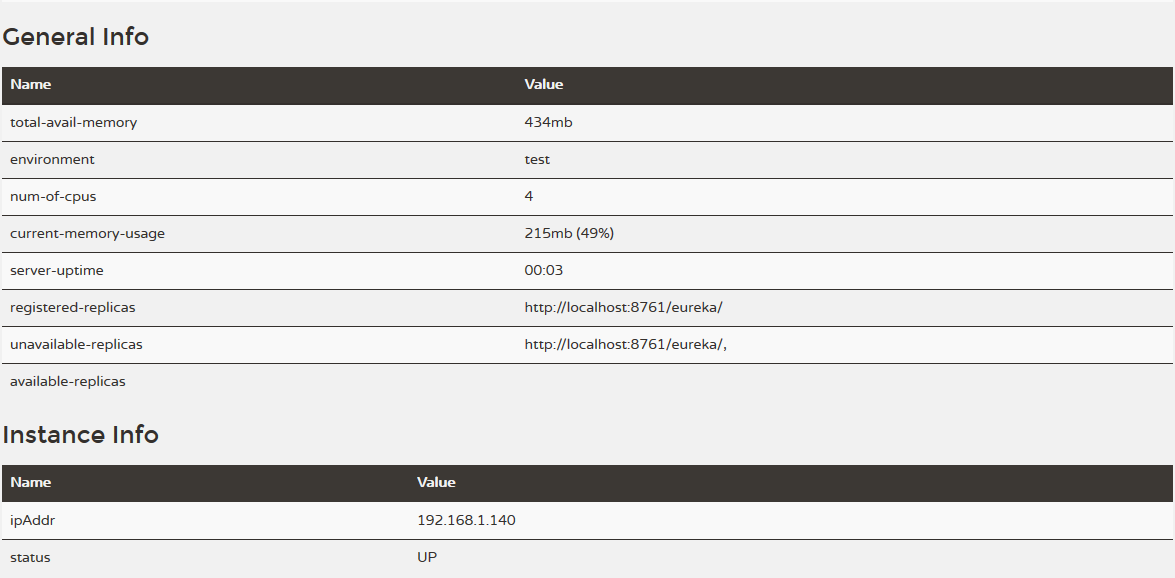 General Info
Name Value
total-avail-memory 434mb
environment test
num-of-cpus 4
current-memory-usage 215mb (49%)
server-uptime 00:03
registered-replicas http://localhost:8761/eureka/
unavailable-replicas http://localhost:8761/eureka/,
available-replicas
Instance Info
Name Value
ipAddr 192.168.1.140
status UP